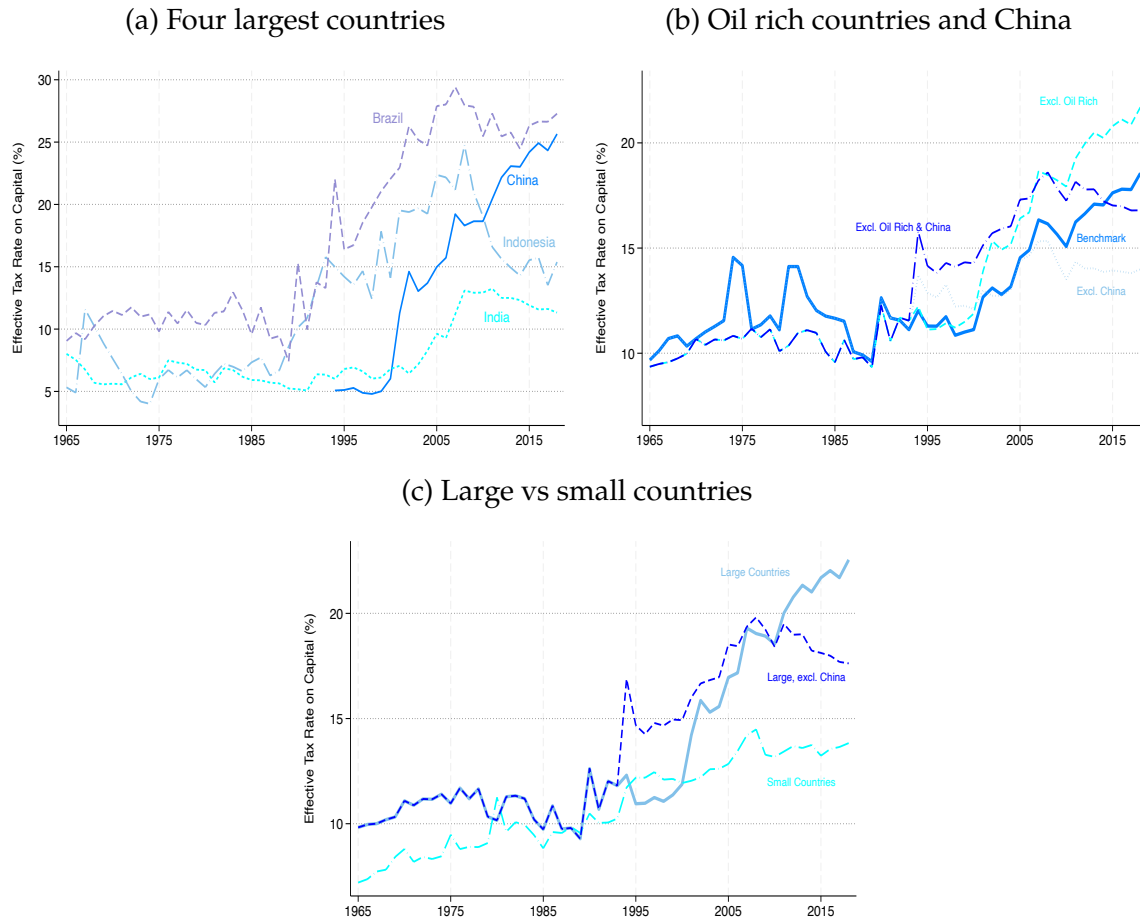 (a) Four largest countries
Effective Tax Rate on Capital (%)
30
25
20
15
10
5
1965 1975 1985 1995 2005 2015
Brazil
China
Indonesia
India
(b) Oil rich countries and China
Effective Tax Rate on Capital (%)
20
15
10
1965 1975 1985 1995 2005 2015
Excl. Oil Rich
Excl. Oil Rich & China
Benchmark
Excl. China
(c) Large vs small countries
Effective Tax Rate on Capital (%)
20
15
10
1965 1975 1985 1995 2005 2015
Large Countries
Large, excl. China
Small Countries